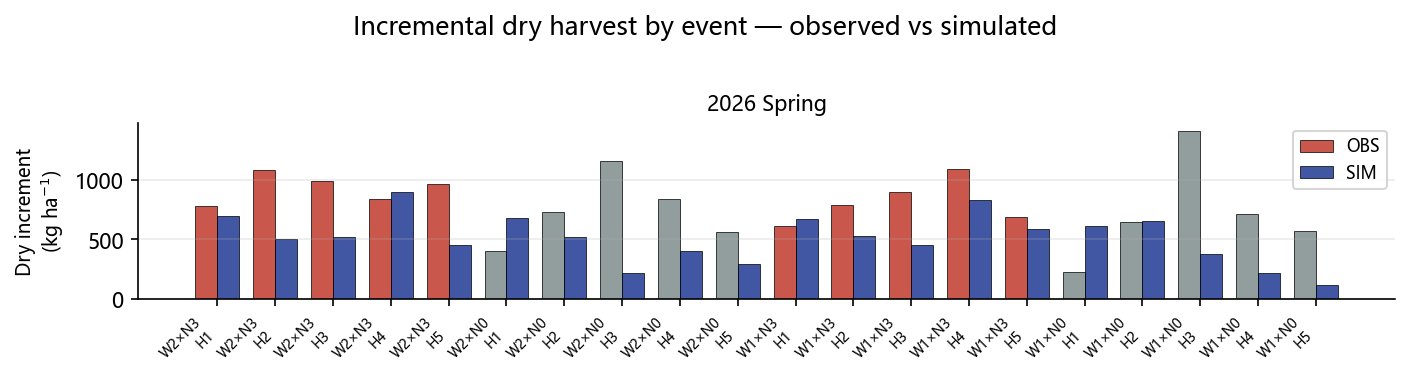 Incremental dry harvest by event — observed vs simulated
2026 Spring
Dry increment
(kg ha⁻¹)
1000
500
0
OBS
SIM
W2×N3
H1
W2×N3
H2
W2×N3
H3
W2×N3
H4
W2×N3
H5
W2×N0
H1
W2×N0
H2
W2×N0
H3
W2×N0
H4
W2×N0
H5
W1×N3
H1
W1×N3
H2
W1×N3
H3
W1×N3
H4
W1×N3
H5
W1×N0
H1
W1×N0
H2
W1×N0
H3
W1×N0
H4
W1×N0
H5